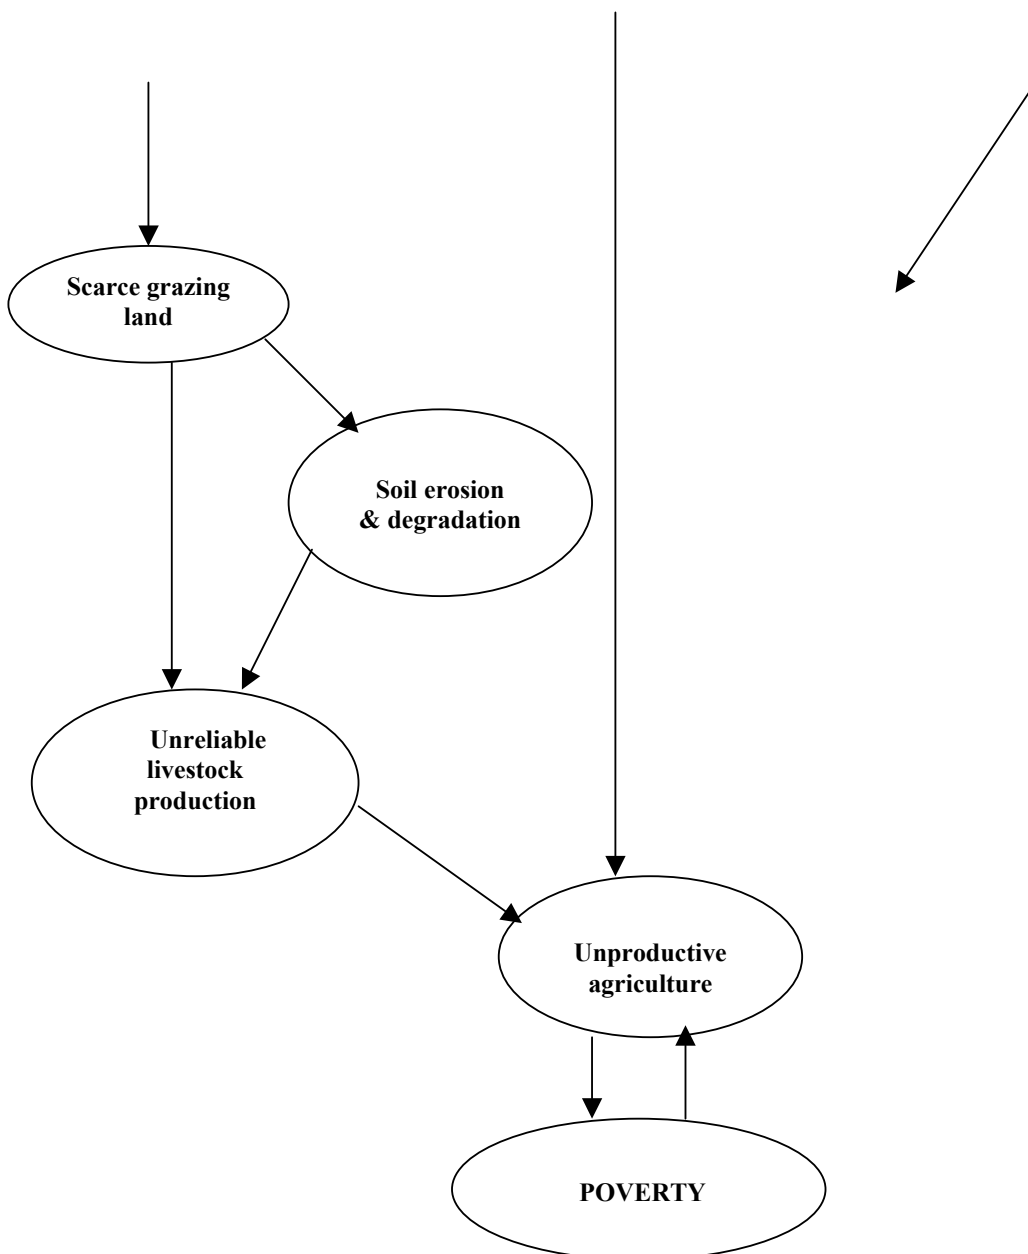 Scarce grazing
land
Soil erosion
& degradation
Unreliable
livestock
production
Unproductive
agriculture
POVERTY